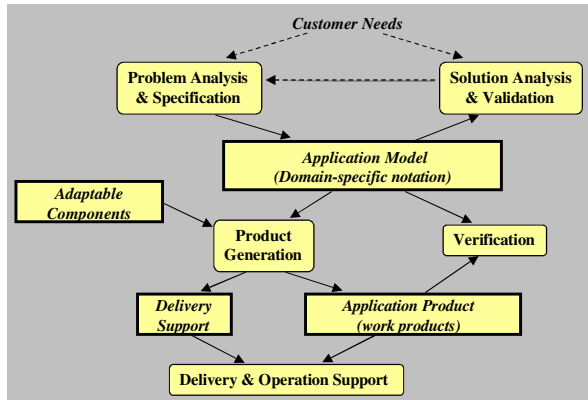 Customer Needs
Problem Analysis
& Specification
Solution Analysis
& Validation
Application Model
(Domain-specific notation)
Adaptable
Components
Product
Generation
Verification
Delivery
Support
Application Product
(work products)
Delivery & Operation Support